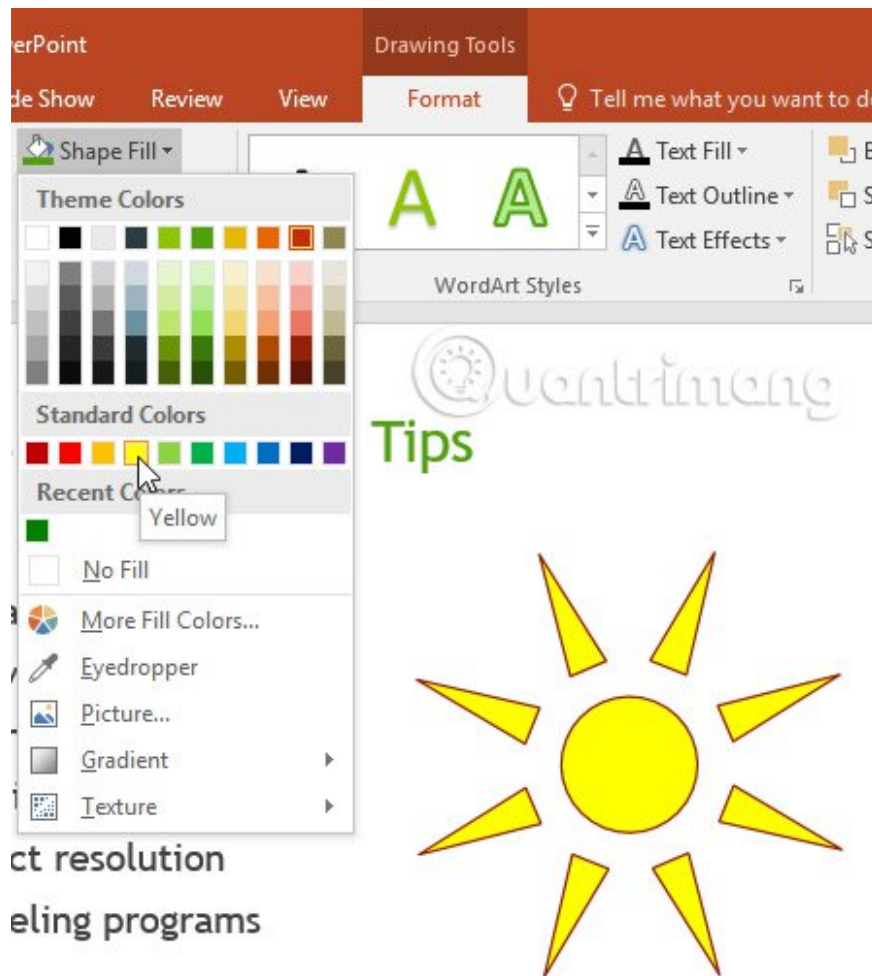 erPoint
Drawing Tools
de Show Review View Format Tell me what you want to d
Shape Fill
Text Fill
Text Outline
Text Effects
WordArt Styles
Theme Colors
Standard Colors
Recent
Yellow
No Fill
More Fill Colors...
Eyedropper
Picture...
Gradient
Texture
Quantrimang
Tips
ct resolution
eling programs